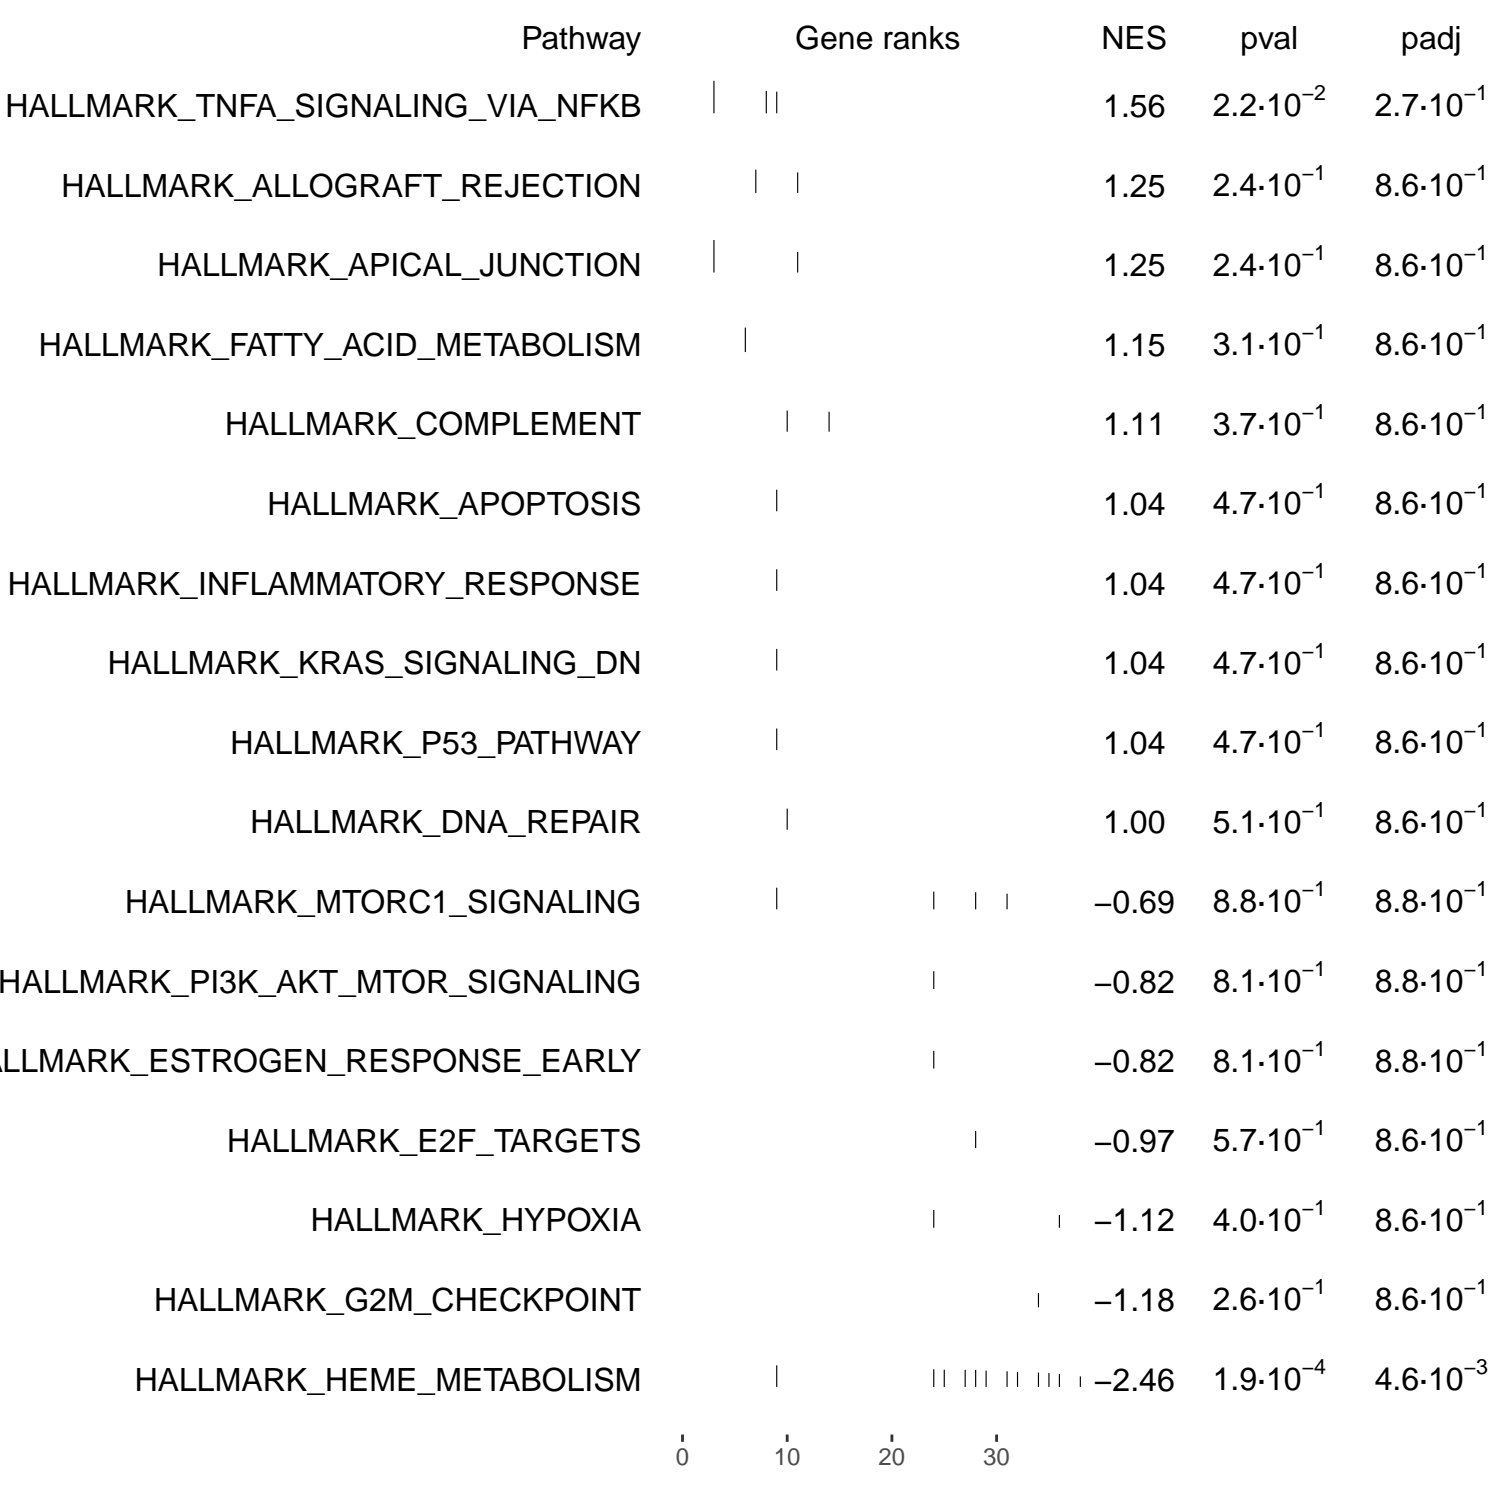 Pathway Gene ranks NES pval padj
HALLMARK_TNFA_SIGNALING_VIA_NFKB 1.56 2.2·10⁻² 2.7·10⁻¹
HALLMARK_ALLOGRAFT_REJECTION 1.25 2.4·10⁻¹ 8.6·10⁻¹
HALLMARK_APICAL_JUNCTION 1.25 2.4·10⁻¹ 8.6·10⁻¹
HALLMARK_FATTY_ACID_METABOLISM 1.15 3.1·10⁻¹ 8.6·10⁻¹
HALLMARK_COMPLEMENT 1.11 3.7·10⁻¹ 8.6·10⁻¹
HALLMARK_APOPTOSIS 1.04 4.7·10⁻¹ 8.6·10⁻¹
HALLMARK_INFLAMMATORY_RESPONSE 1.04 4.7·10⁻¹ 8.6·10⁻¹
HALLMARK_KRAS_SIGNALING_DN 1.04 4.7·10⁻¹ 8.6·10⁻¹
HALLMARK_P53_PATHWAY 1.04 4.7·10⁻¹ 8.6·10⁻¹
HALLMARK_DNA_REPAIR 1.00 5.1·10⁻¹ 8.6·10⁻¹
HALLMARK_MTORC1_SIGNALING −0.69 8.8·10⁻¹ 8.8·10⁻¹
HALLMARK_PI3K_AKT_MTOR_SIGNALING −0.82 8.1·10⁻¹ 8.8·10⁻¹
LLMARK_ESTROGEN_RESPONSE_EARLY −0.82 8.1·10⁻¹ 8.8·10⁻¹
HALLMARK_E2F_TARGETS −0.97 5.7·10⁻¹ 8.6·10⁻¹
HALLMARK_HYPOXIA −1.12 4.0·10⁻¹ 8.6·10⁻¹
HALLMARK_G2M_CHECKPOINT −1.18 2.6·10⁻¹ 8.6·10⁻¹
HALLMARK_HEME_METABOLISM −2.46 1.9·10⁻⁴ 4.6·10⁻³
0 10 20 30